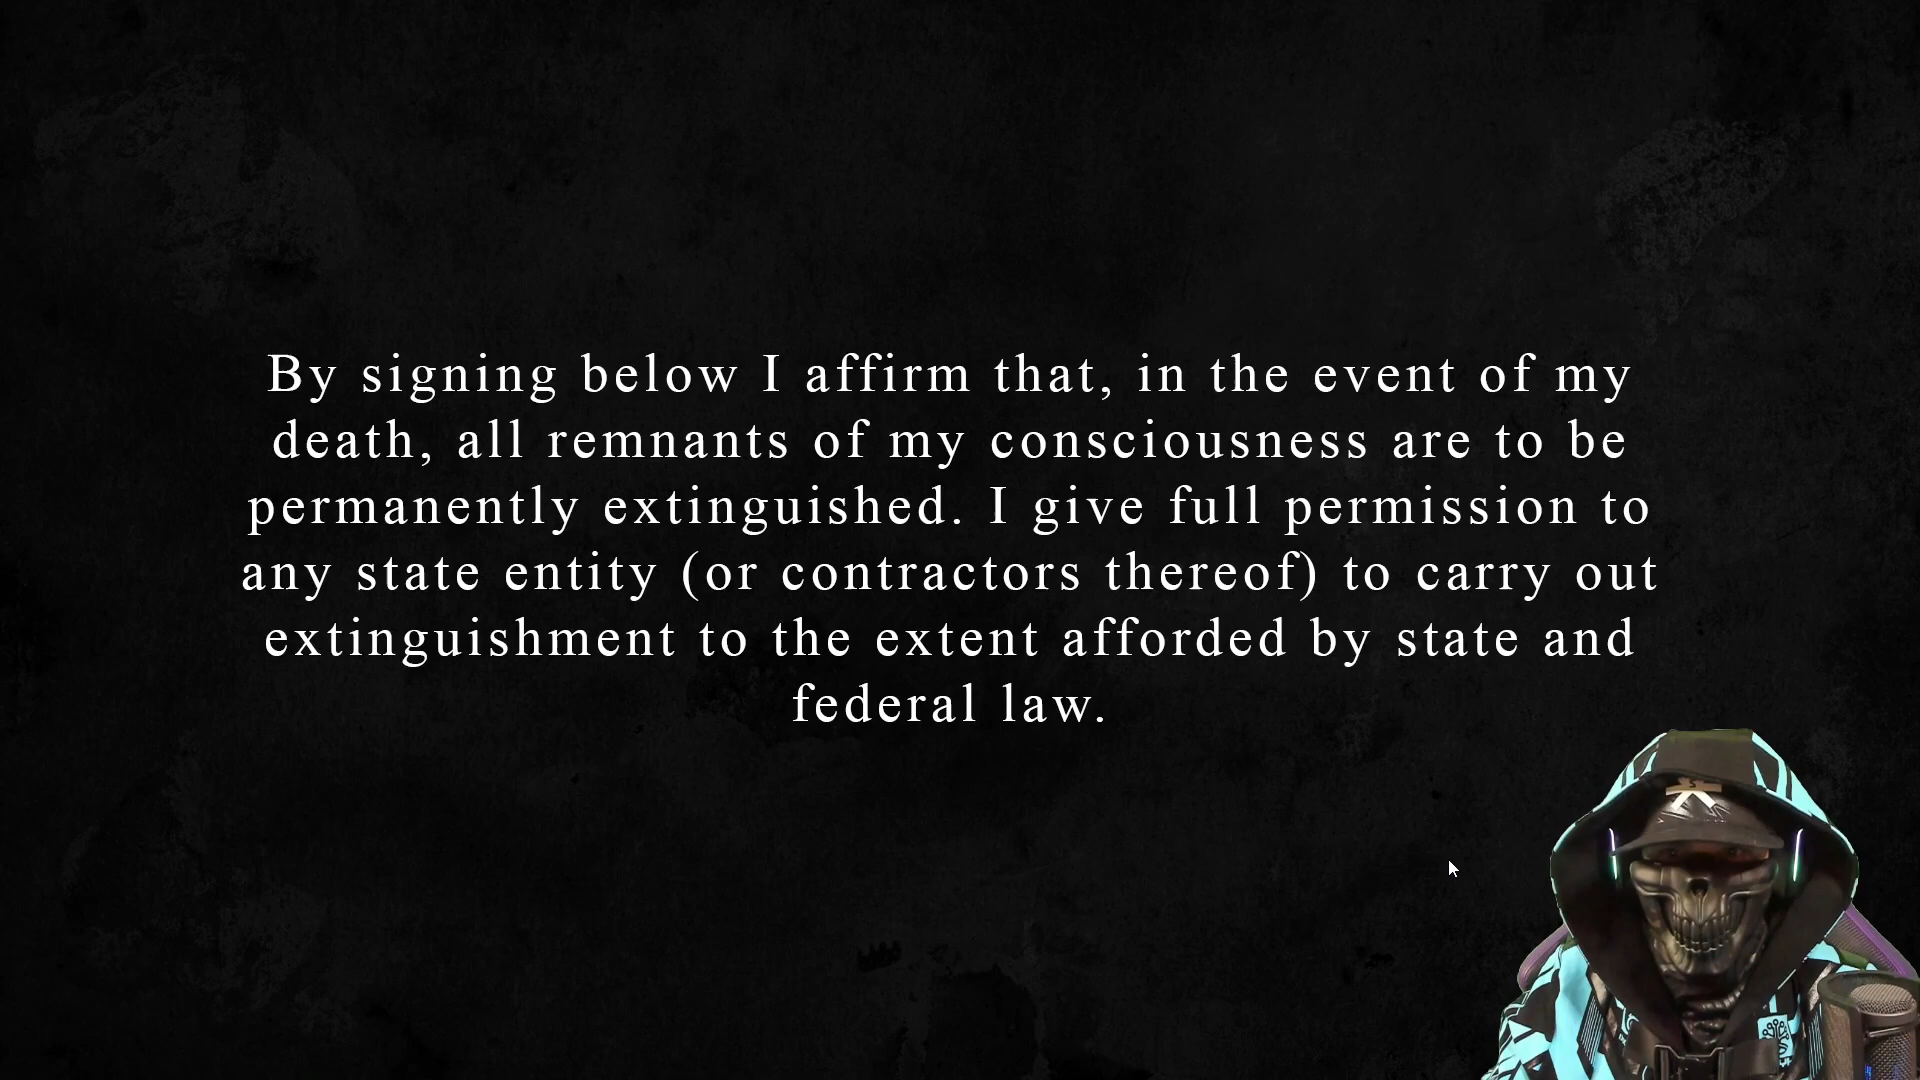 By signing below I affirm that, in the event of my
death, all remnants of my consciousness are to be
permanently extinguished. I give full permission to
any state entity (or contractors thereof) to carry out
extinguishment to the extent afforded by state and
federal law.